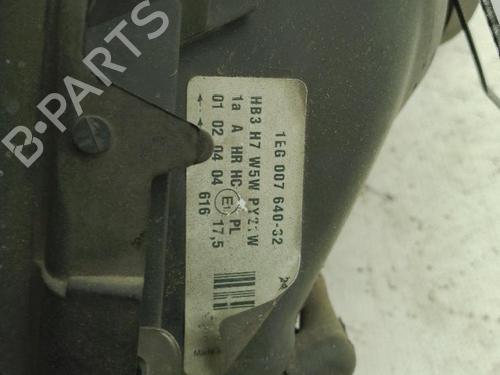 1EG 007 640-32
HB3 H7 W5W PY21W
1a A HR HC PL
01 02 04 04 E1 17,5
616
Made
B-PARTS